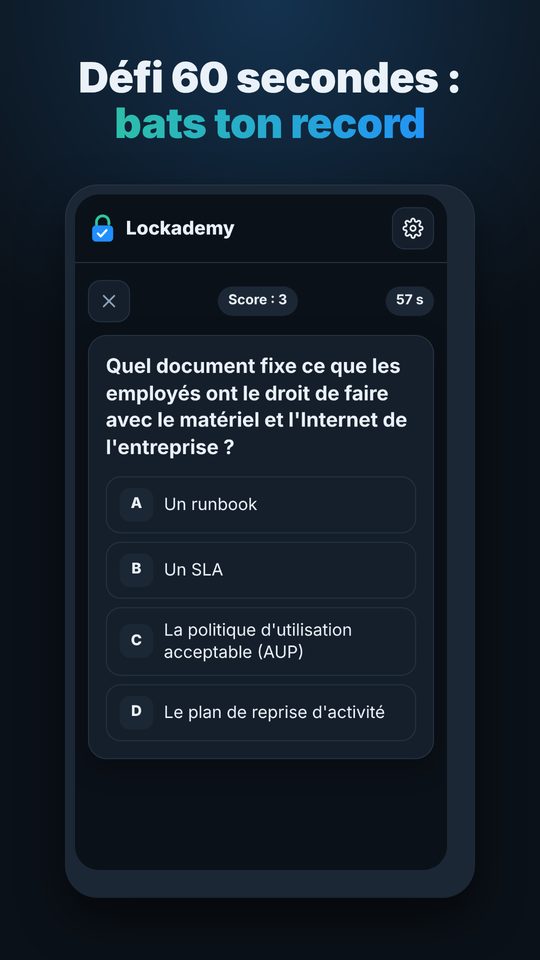 Défi 60 secondes :
bats ton record
Lockademy
Score : 3
57 s
Quel document fixe ce que les
employés ont le droit de faire
avec le matériel et l'Internet de
l'entreprise ?
A Un runbook
B Un SLA
C La politique d'utilisation
acceptable (AUP)
D Le plan de reprise d'activité